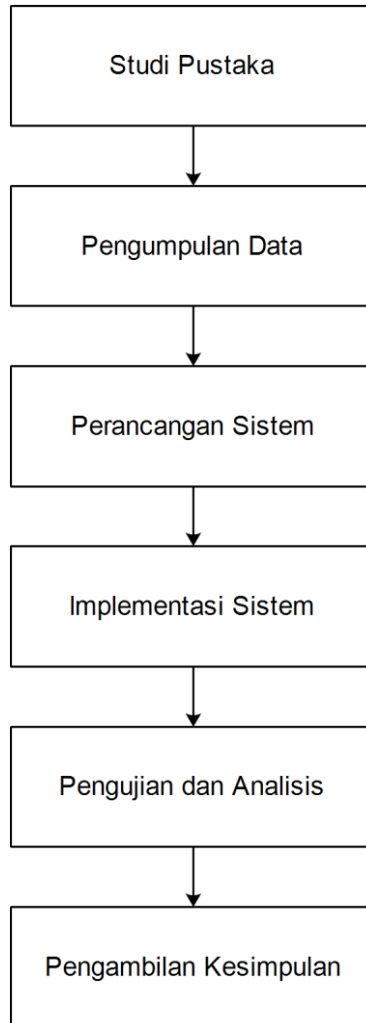 Studi Pustaka
Pengumpulan Data
Perancangan Sistem
Implementasi Sistem
Pengujian dan Analisis
Pengambilan Kesimpulan